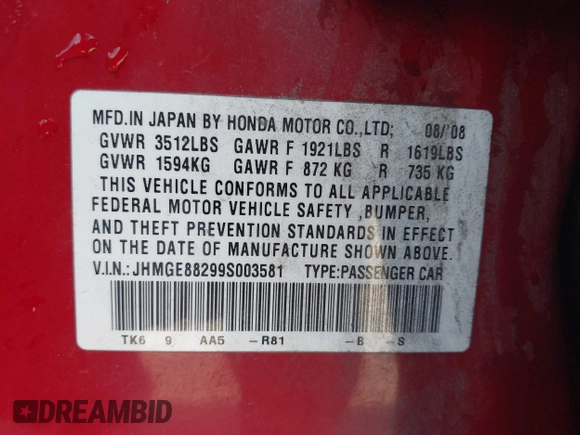 MFD.IN JAPAN BY HONDA MOTOR CO.,LTD; 08/'08
GVWR 3512LBS GAWR F 1921LBS R 1619LBS
GVWR 1594KG GAWR F 872 KG R 735 KG
THIS VEHICLE CONFORMS TO ALL APPLICABLE
FEDERAL MOTOR VEHICLE SAFETY ,BUMPER,
AND THEFT PREVENTION STANDARDS IN EFFECT
ON THE DATE OF MANUFACTURE SHOWN ABOVE.
V.I.N.: JHMGE88299S003581 TYPE:PASSENGER CAR
TK6 9 AA5 -R81 -B -S
DREAMBID